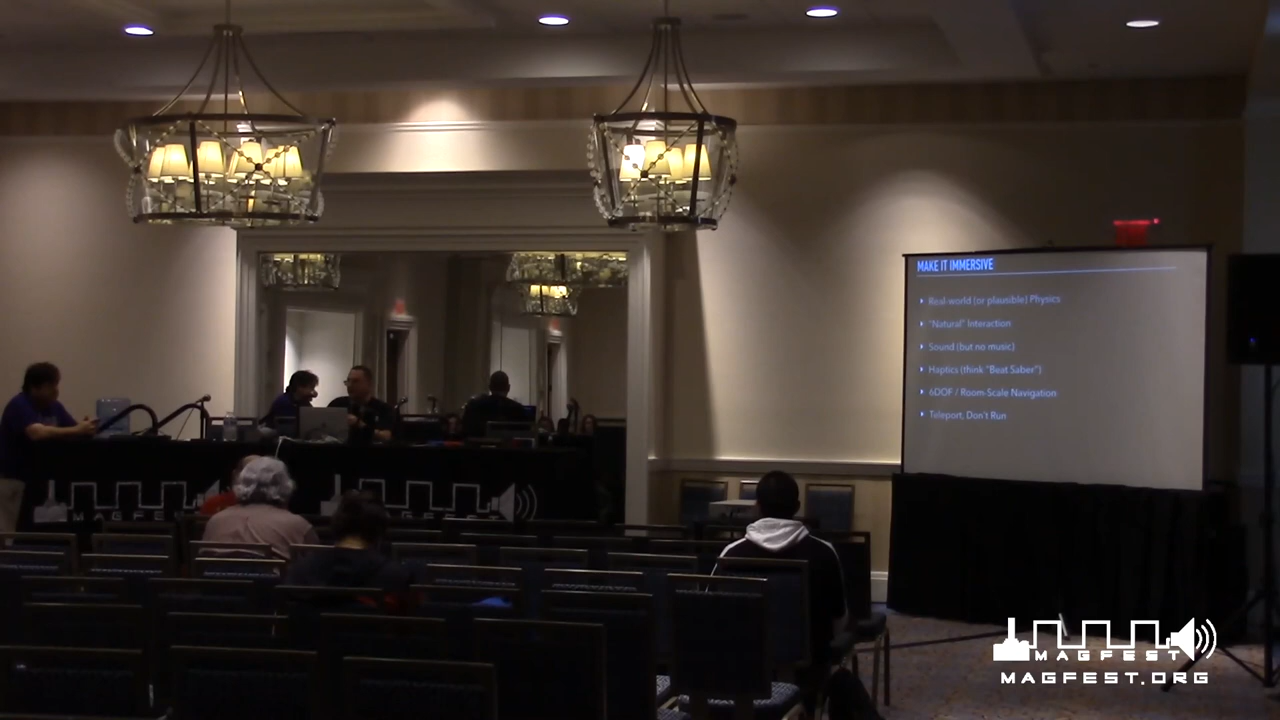 MAKE IT IMMERSIVE
Real-world (or plausible) Physics
"Natural" Interaction
Sound (but no music)
Haptics (think "Beat Saber")
6DOF / Room-Scale Navigation
Teleport, Don't Run
MAGFEST
MAGFEST
MAGFEST.ORG